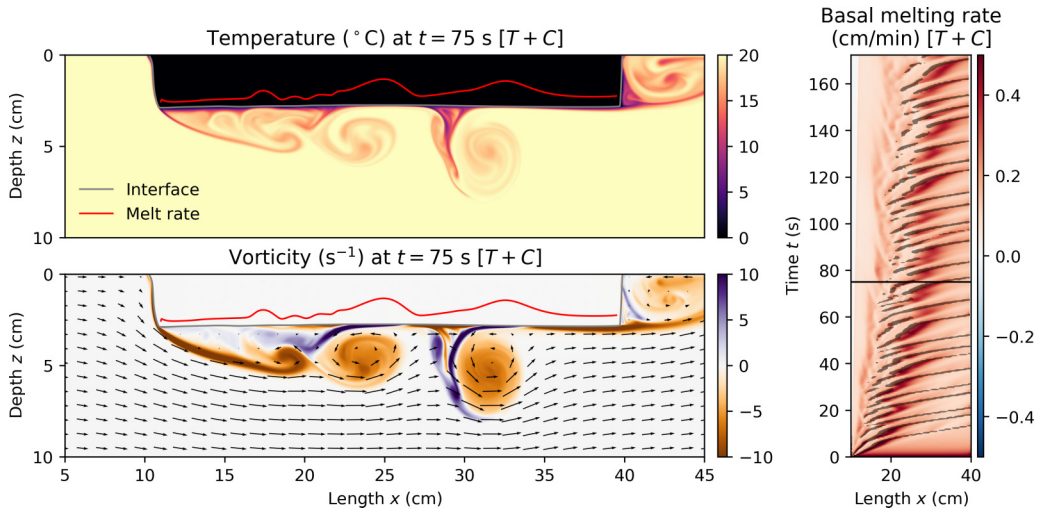 Temperature (°C) at t = 75 s [T + C]
0
5
10
Depth z (cm)
Interface
Melt rate
20
15
10
5
0
Vorticity (s⁻¹) at t = 75 s [T + C]
0
5
10
Depth z (cm)
5 10 15 20 25 30 35 40 45
Length x (cm)
10
5
0
−5
−10
Basal melting rate
(cm/min) [T + C]
160
140
120
100
80
60
40
20
0
Time t (s)
10 40
Length x (cm)
0.4
0.2
0.0
−0.2
−0.4